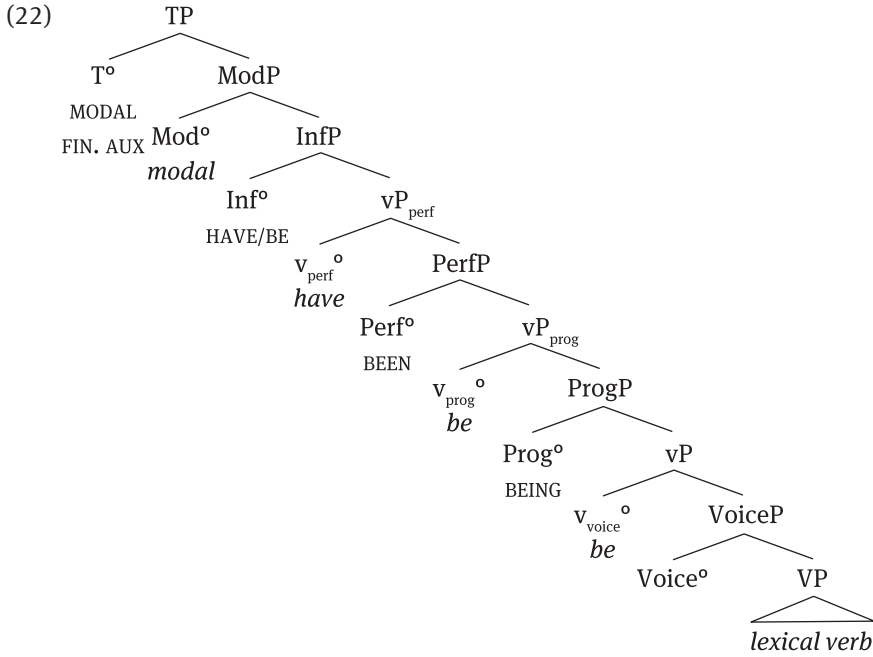 (22) TP
T° ModP
MODAL
FIN. AUX Mod° InfP
modal
Inf° vPperf
HAVE/BE
vperf° PerfP
have
Perf° vPprog
BEEN
vprog° ProgP
be
Prog° vP
BEING
vvoice° VoiceP
be
Voice° VP
lexical verb